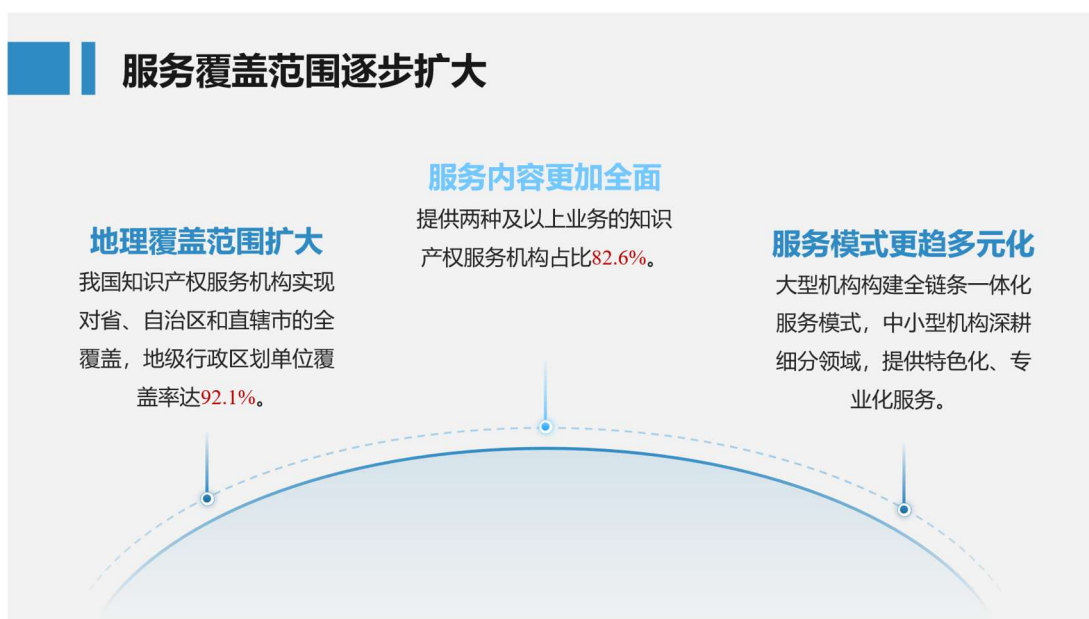 服务覆盖范围逐步扩大
地理覆盖范围扩大
我国知识产权服务机构实现
对省、自治区和直辖市的全
覆盖，地级行政区划单位覆
盖率达92.1%。
服务内容更加全面
提供两种及以上业务的知识
产权服务机构占比82.6%。
服务模式更趋多元化
大型机构构建全链条一体化
服务模式，中小型机构深耕
细分领域，提供特色化、专
业化服务。